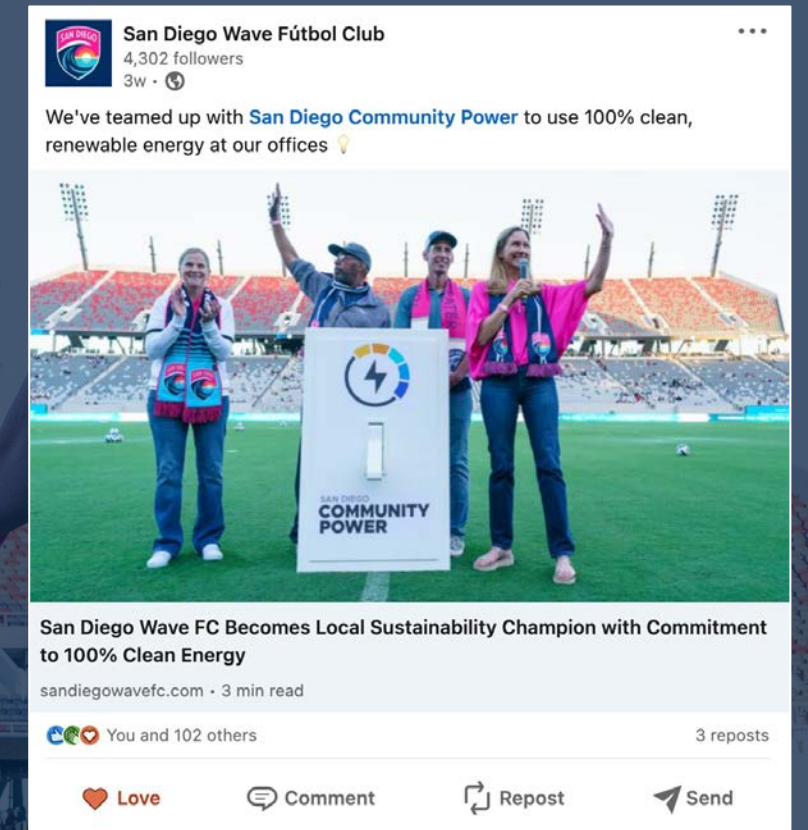 SAN DIEGO
San Diego Wave Fútbol Club
4,302 followers
3w •
We've teamed up with San Diego Community Power to use 100% clean,
renewable energy at our offices
SAN DIEGO
COMMUNITY
POWER
San Diego Wave FC Becomes Local Sustainability Champion with Commitment
to 100% Clean Energy
sandiegowavefc.com • 3 min read
You and 102 others
3 reposts
Love
Comment
Repost
Send